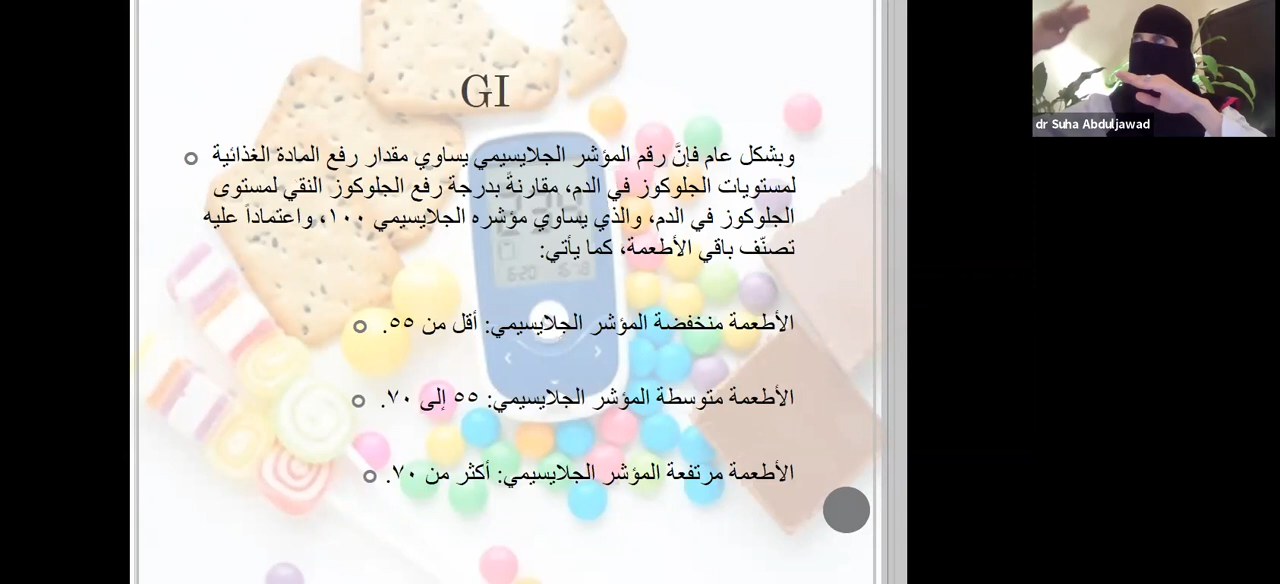 GI
وبشكل عام فإنَّ رقم المؤشر الجلايسيمي يساوي مقدار رفع المادة الغذائية
لمستويات الجلوكوز في الدم، مقارنةً بدرجة رفع الجلوكوز النقي لمستوى
الجلوكوز في الدم، والذي يساوي مؤشره الجلايسيمي ١٠٠، واعتماداً عليه
تصنّف باقي الأطعمة، كما يأتي:
الأطعمة منخفضة المؤشر الجلايسيمي: أقل من ٥٥.
الأطعمة متوسطة المؤشر الجلايسيمي: ٥٥ إلى ٧٠.
الأطعمة مرتفعة المؤشر الجلايسيمي: أكثر من ٧٠.
dr Suha Abduljawad